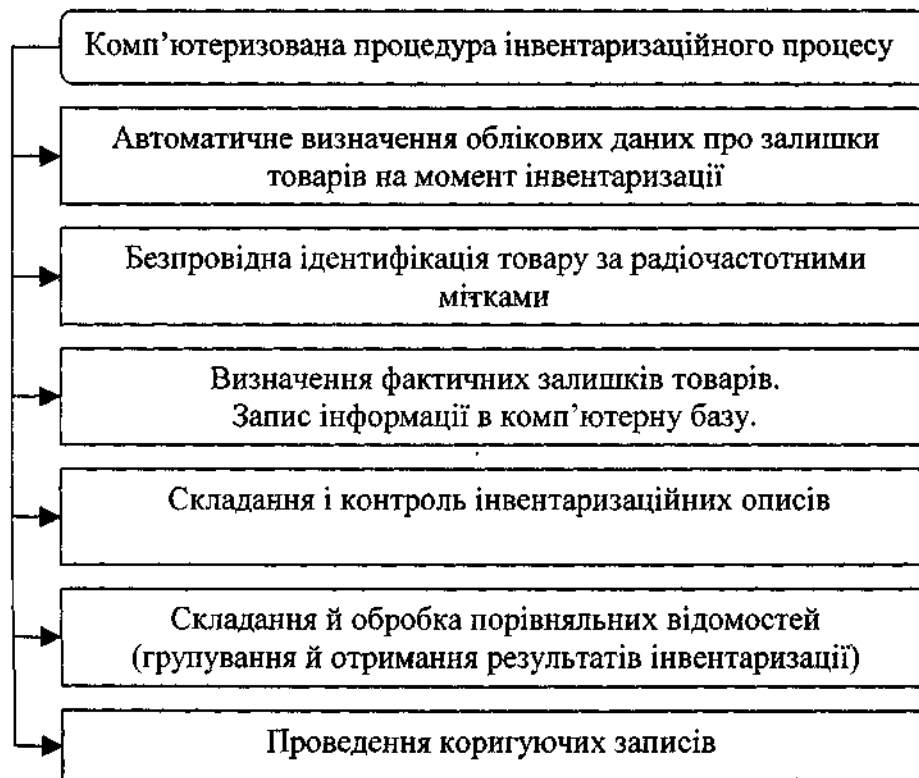 Комп’ютеризована процедура інвентаризаційного процесу
Автоматичне визначення облікових даних про залишки
товарів на момент інвентаризації
Безпровідна ідентифікація товару за радіочастотними
мітками
Визначення фактичних залишків товарів.
Запис інформації в комп’ютерну базу.
Складання і контроль інвентаризаційних описів
Складання й обробка порівняльних відомостей
(групування й отримання результатів інвентаризації)
Проведення коригуючих записів